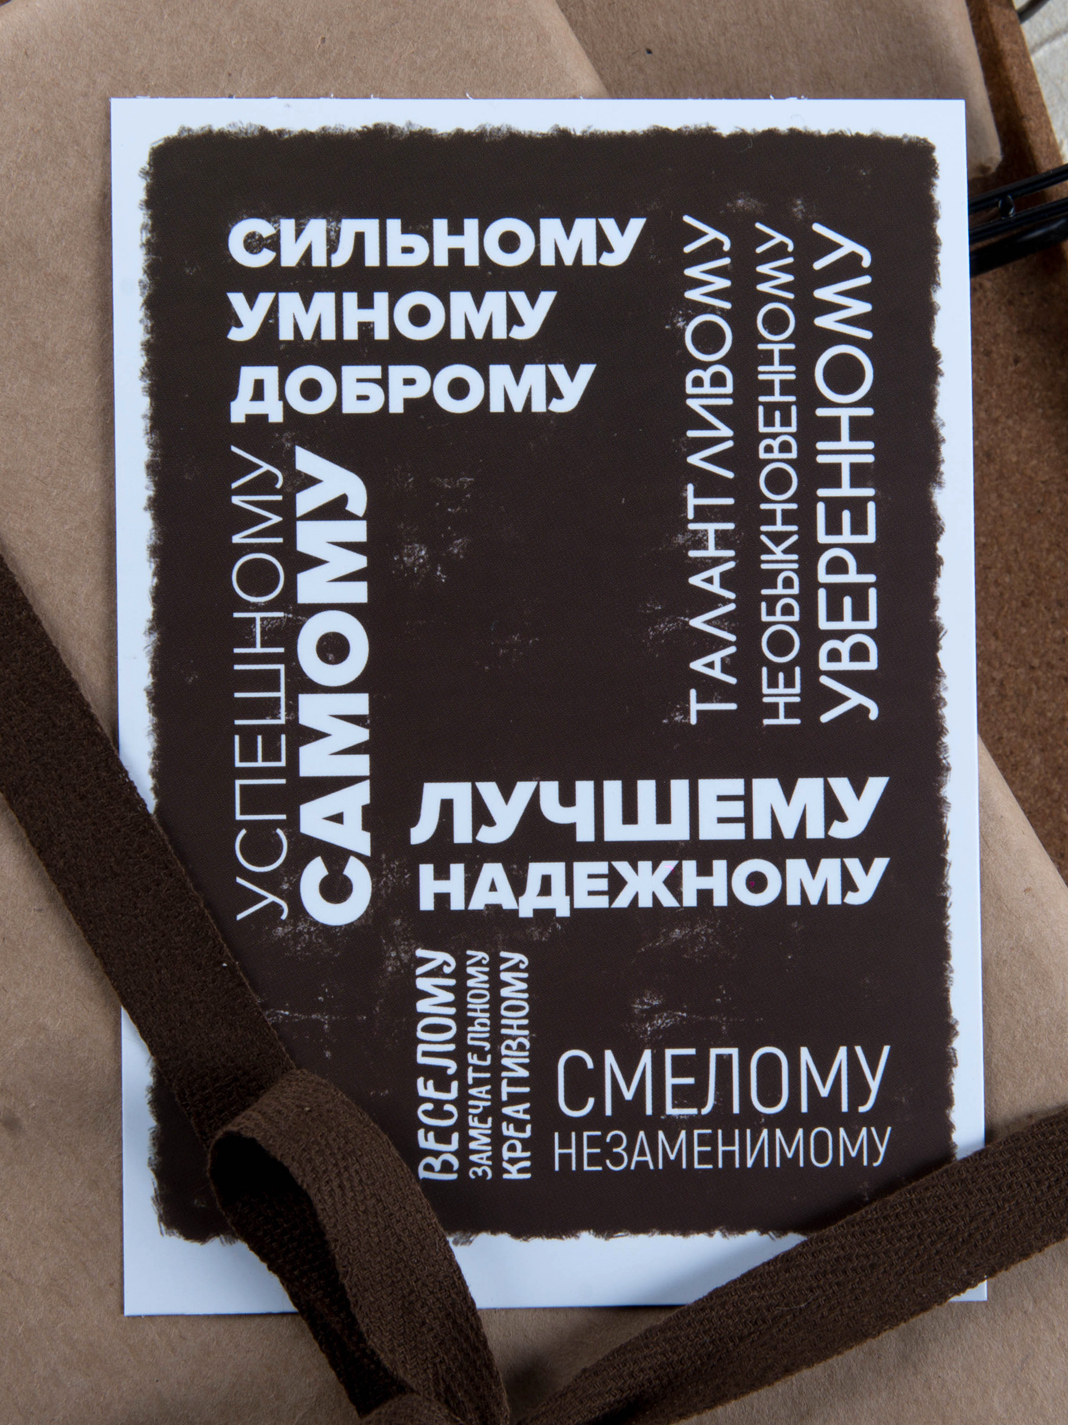 СИЛЬНОМУ
УМНОМУ
ДОБРОМУ
УСПЕШНОМУ
САМОМУ
ТАЛАНТЛИВОМУ
НЕОБЫКНОВЕННОМУ
УВЕРЕННОМУ
ЛУЧШЕМУ
НАДЕЖНОМУ
ВЕСЕЛОМУ
ЗАМЕЧАТЕЛЬНОМУ
КРЕАТИВНОМУ
СМЕЛОМУ
НЕЗАМЕНИМОМУ